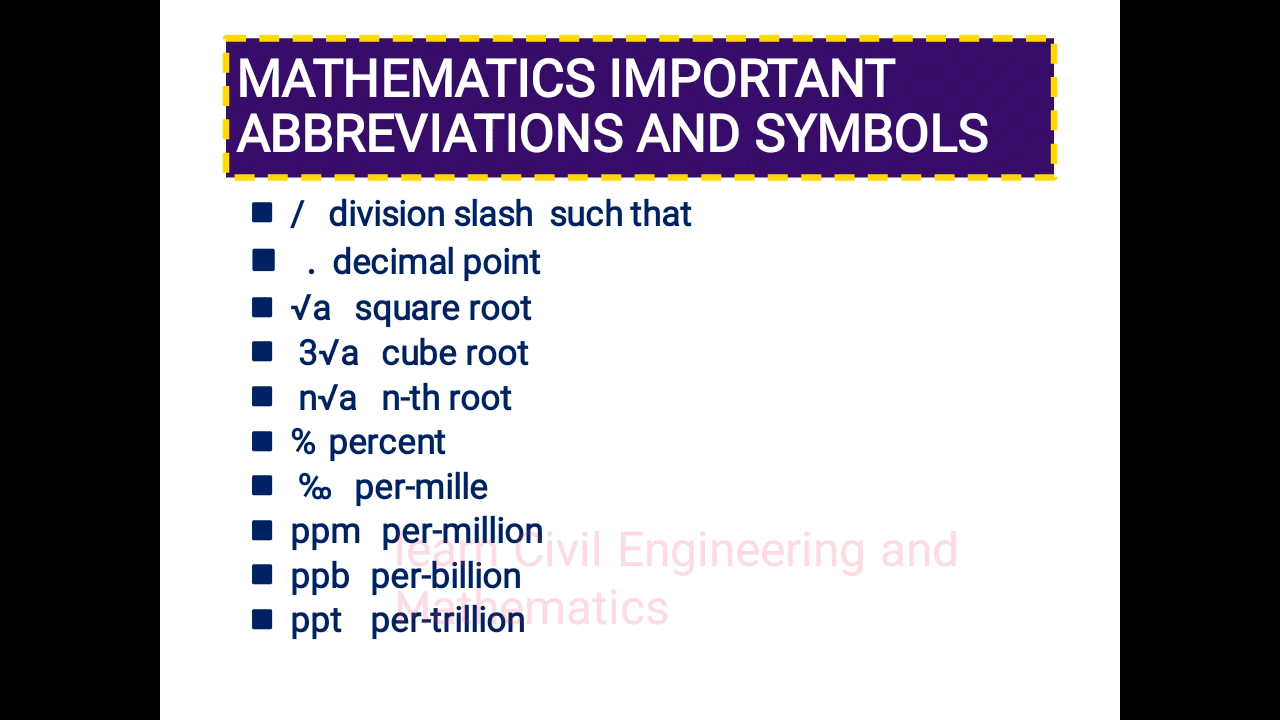 MATHEMATICS IMPORTANT
ABBREVIATIONS AND SYMBOLS
/ division slash such that
. decimal point
√a square root
3√a cube root
n√a n-th root
% percent
‰ per-mille
ppm per-million
ppb per-billion
ppt per-trillion
learn Civil Engineering and
Mathematics